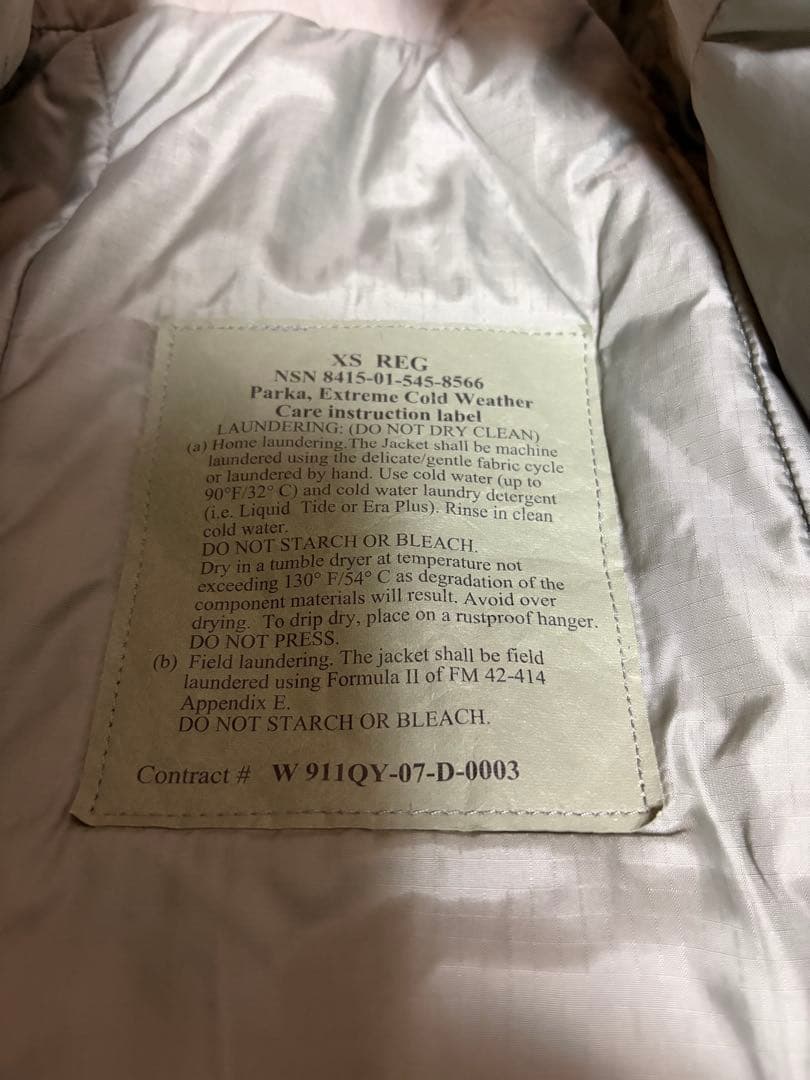 XS REG
NSN 8415-01-545-8566
Parka, Extreme Cold Weather
Care instruction label
LAUNDERING: (DO NOT DRY CLEAN)
(a) Home laundering.The Jacket shall be machine
laundered using the delicate/gentle fabric cycle
or laundered by hand. Use cold water (up to
90°F/32° C) and cold water laundry detergent
(i.e. Liquid Tide or Era Plus). Rinse in clean
cold water.
DO NOT STARCH OR BLEACH.
Dry in a tumble dryer at temperature not
exceeding 130° F/54° C as degradation of the
component materials will result. Avoid over
drying. To drip dry, place on a rustproof hanger.
DO NOT PRESS.
(b) Field laundering. The jacket shall be field
laundered using Formula II of FM 42-414
Appendix E.
DO NOT STARCH OR BLEACH.
Contract # W 911QY-07-D-0003